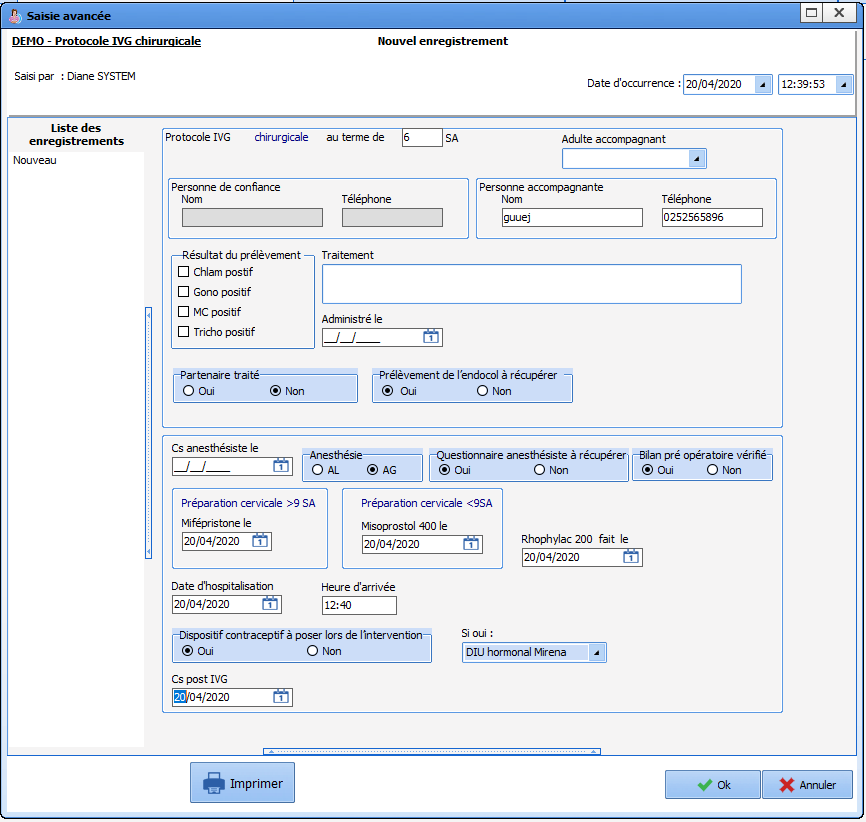 Saisie avancée
DEMO - Protocole IVG chirurgicale
Nouvel enregistrement
Saisi par : Diane SYSTEM
Date d'occurrence : 20/04/2020 12:39:53
Liste des
enregistrements
Nouveau
Protocole IVG chirurgicale au terme de 6 SA
Adulte accompagnant
Personne de confiance
Nom Téléphone
Personne accompagnante
Nom Téléphone
guuej 0252565896
Résultat du prélèvement
Chlam postif
Gono positif
MC positif
Tricho positif
Traitement
Administré le
__/__/____
Partenaire traité
Oui Non
Prélèvement de l'endocol à récupérer
Oui Non
Cs anesthésiste le
__/__/____
Anesthésie
AL AG
Questionnaire anesthésiste à récupérer
Oui Non
Bilan pré opératoire vérifié
Oui Non
Préparation cervicale >9 SA
Mifépristone le
20/04/2020
Préparation cervicale <9SA
Misoprostol 400 le
20/04/2020
Rhophylac 200 fait le
20/04/2020
Date d'hospitalisation
20/04/2020
Heure d'arrivée
12:40
Dispositif contraceptif à poser lors de l'intervention
Oui Non
Si oui :
DIU hormonal Mirena
Cs post IVG
20/04/2020
Imprimer
Ok
Annuler